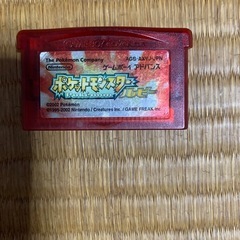 The Pokémon Company
AGB-AXVJ-JPN
Nintendo
ゲームボーイ アドバンス
ポケットモンスター
ルビー
©2002 Pokémon
©1995-2002 Nintendo / Creatures inc. / GAME FREAK inc.